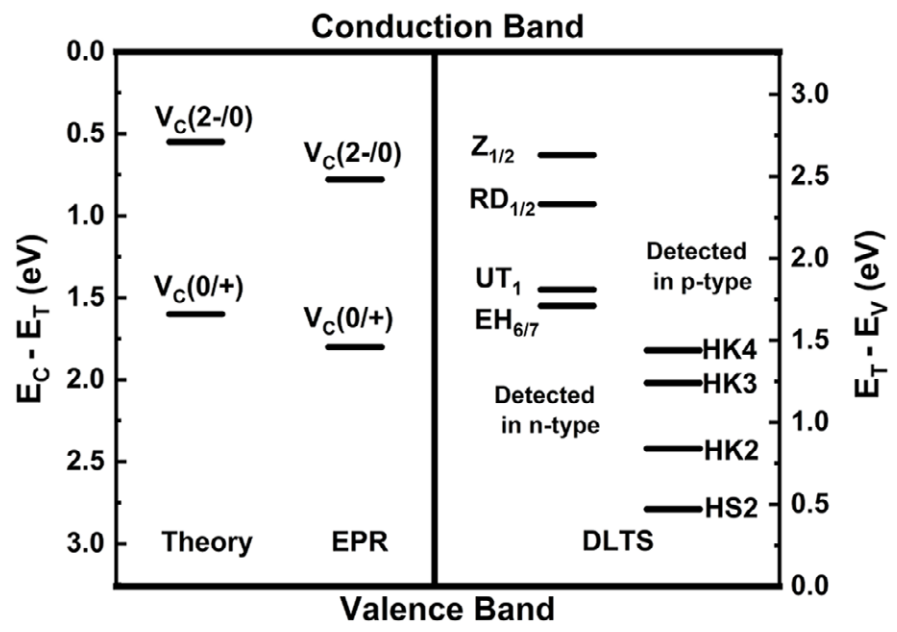 Conduction Band
0.0
0.5
1.0
1.5
2.0
2.5
3.0
E_C - E_T (eV)
V_C(2-/0)
V_C(0/+)
Theory
V_C(2-/0)
V_C(0/+)
EPR
Z_1/2
RD_1/2
UT_1
EH_6/7
Detected
in n-type
Detected
in p-type
HK4
HK3
HK2
HS2
DLTS
3.0
2.5
2.0
1.5
1.0
0.5
0.0
E_T - E_V (eV)
Valence Band